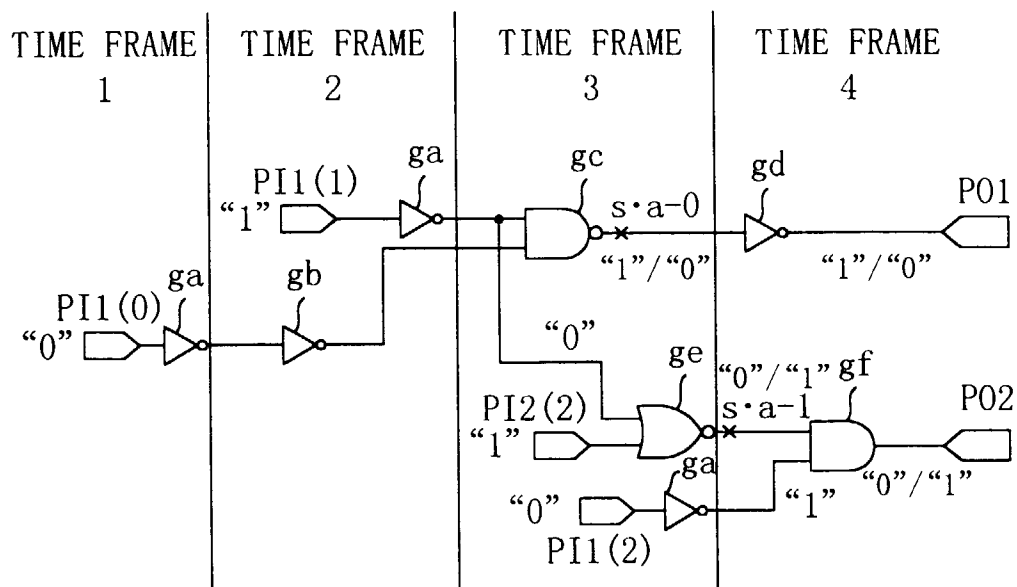 TIME FRAME 1
TIME FRAME 2
TIME FRAME 3
TIME FRAME 4
PI1(1)
“1”
ga
gc
s·a-0
“1”/“0”
gd
“1”/“0”
PO1
PI1(0)
“0”
ga
gb
“0”
ge
“0”/“1”
s·a-1
gf
PO2
PI2(2)
“1”
ga
“0”
PI1(2)
“1”
“0”/“1”